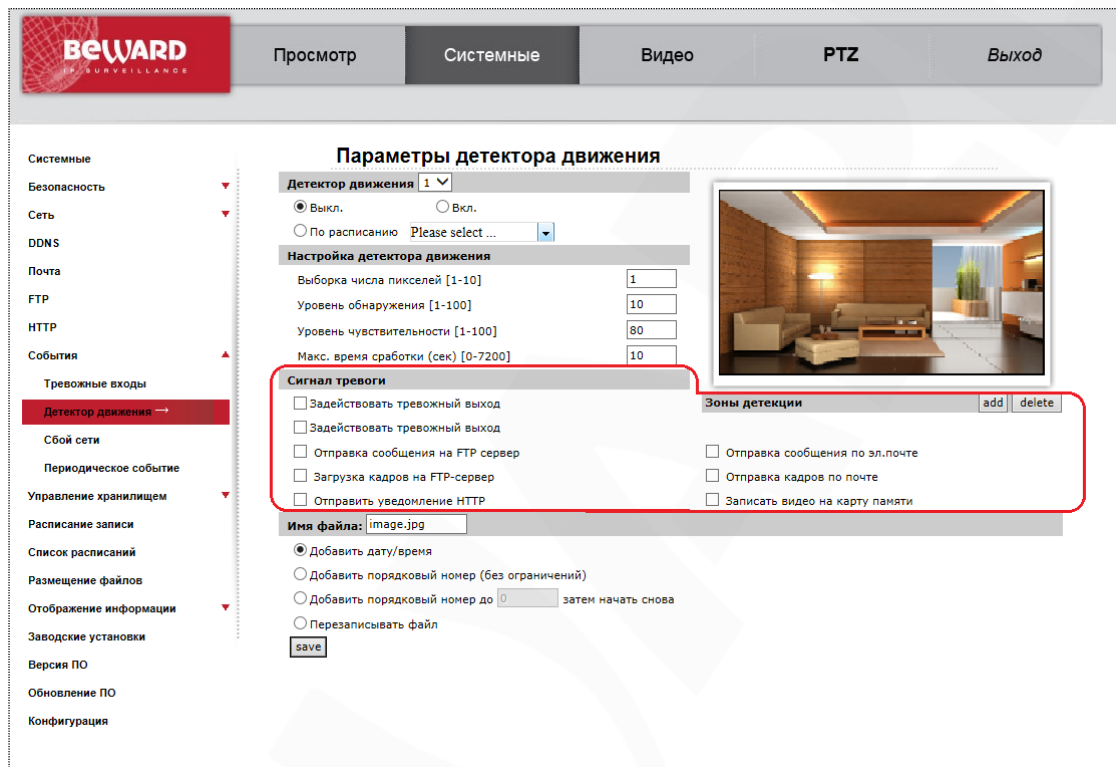 BEWARD
IP SURVEILLANCE
Просмотр
Системные
Видео
PTZ
Выход
Системные
Безопасность
Сеть
DDNS
Почта
FTP
HTTP
События
Тревожные входы
Детектор движения →
Сбой сети
Периодическое событие
Управление хранилищем
Расписание записи
Список расписаний
Размещение файлов
Отображение информации
Заводские установки
Версия ПО
Обновление ПО
Конфигурация
Параметры детектора движения
Детектор движения 1
Выкл. Вкл.
По расписанию Please select ...
Настройка детектора движения
Выборка числа пикселей [1-10] 1
Уровень обнаружения [1-100] 10
Уровень чувствительности [1-100] 80
Макс. время сработки (сек) [0-7200] 10
Сигнал тревоги
Зоны детекции add delete
Задействовать тревожный выход
Задействовать тревожный выход
Отправка сообщения на FTP сервер
Отправка сообщения по эл.почте
Загрузка кадров на FTP-сервер
Отправка кадров по почте
Отправить уведомление HTTP
Записать видео на карту памяти
Имя файла: image.jpg
Добавить дату/время
Добавить порядковый номер (без ограничений)
Добавить порядковый номер до 0 затем начать снова
Перезаписывать файл
save